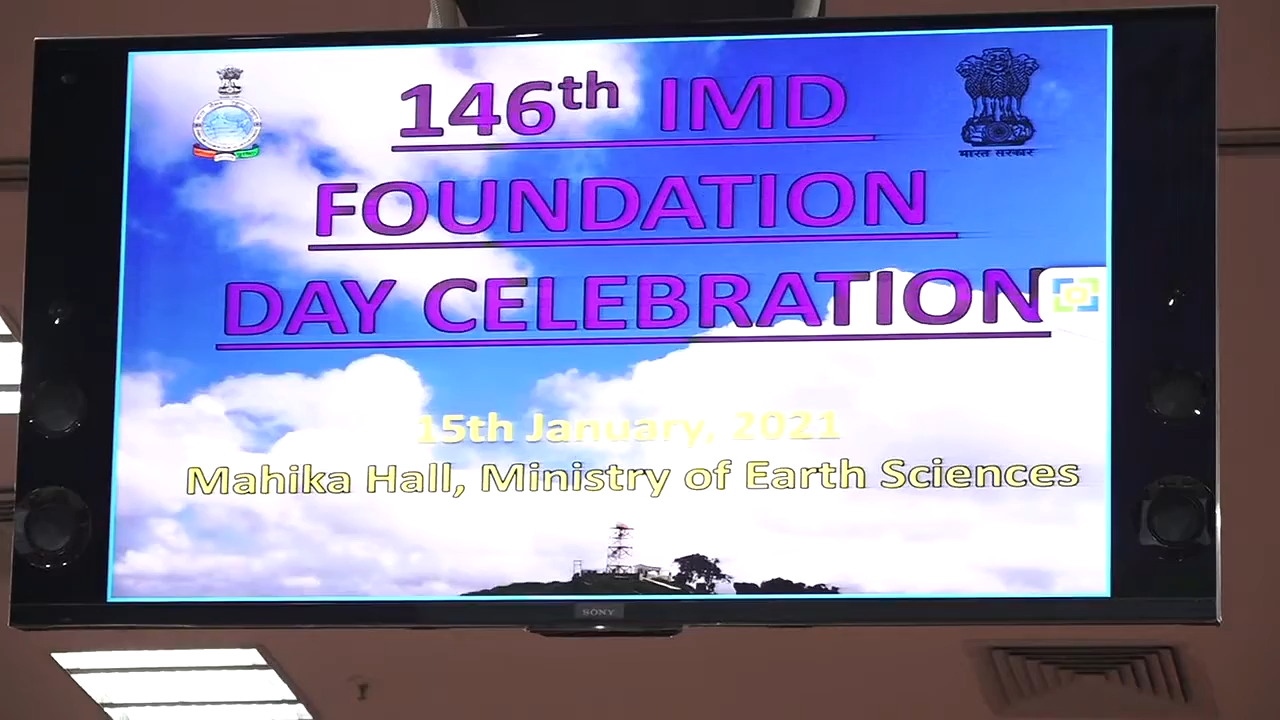 146th IMD
FOUNDATION
DAY CELEBRATION
भारत सरकार
15th January, 2021
Mahika Hall, Ministry of Earth Sciences
SONY